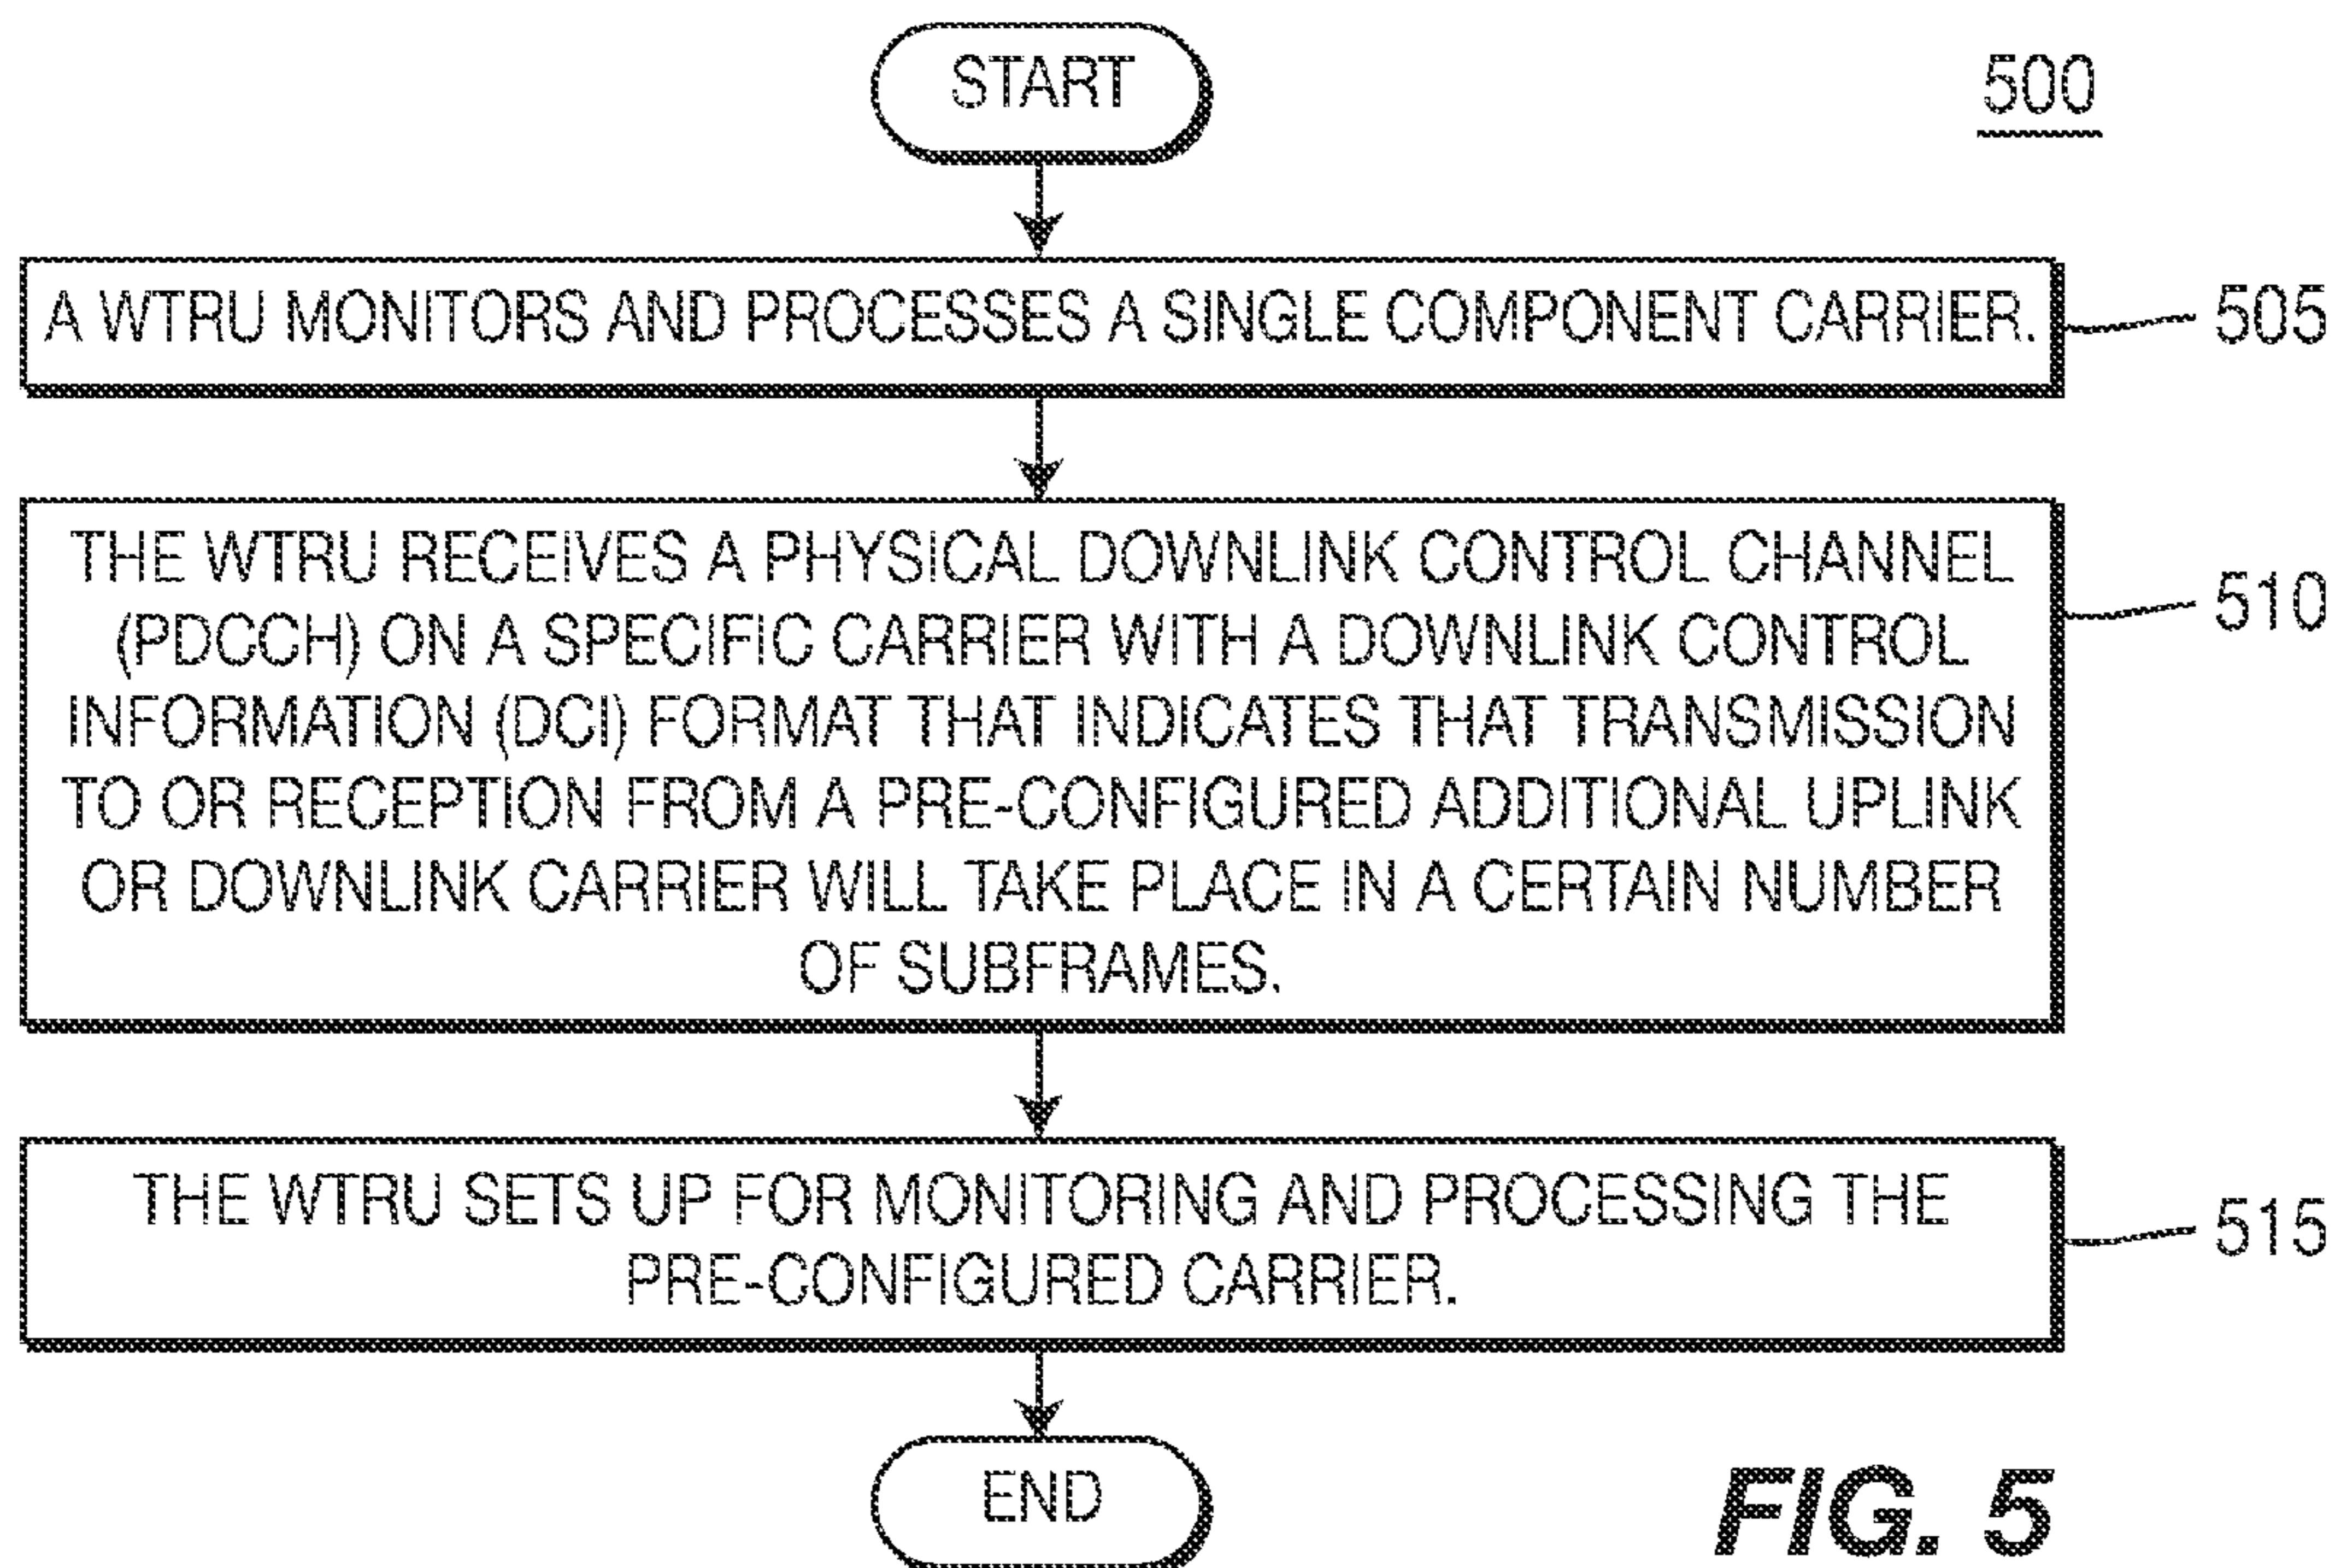 START
500
A WTRU MONITORS AND PROCESSES A SINGLE COMPONENT CARRIER.
505
THE WTRU RECEIVES A PHYSICAL DOWNLINK CONTROL CHANNEL
(PDCCH) ON A SPECIFIC CARRIER WITH A DOWNLINK CONTROL
INFORMATION (DCI) FORMAT THAT INDICATES THAT TRANSMISSION
TO OR RECEPTION FROM A PRE-CONFIGURED ADDITIONAL UPLINK
OR DOWNLINK CARRIER WILL TAKE PLACE IN A CERTAIN NUMBER
OF SUBFRAMES.
510
THE WTRU SETS UP FOR MONITORING AND PROCESSING THE
PRE-CONFIGURED CARRIER.
515
END
FIG. 5